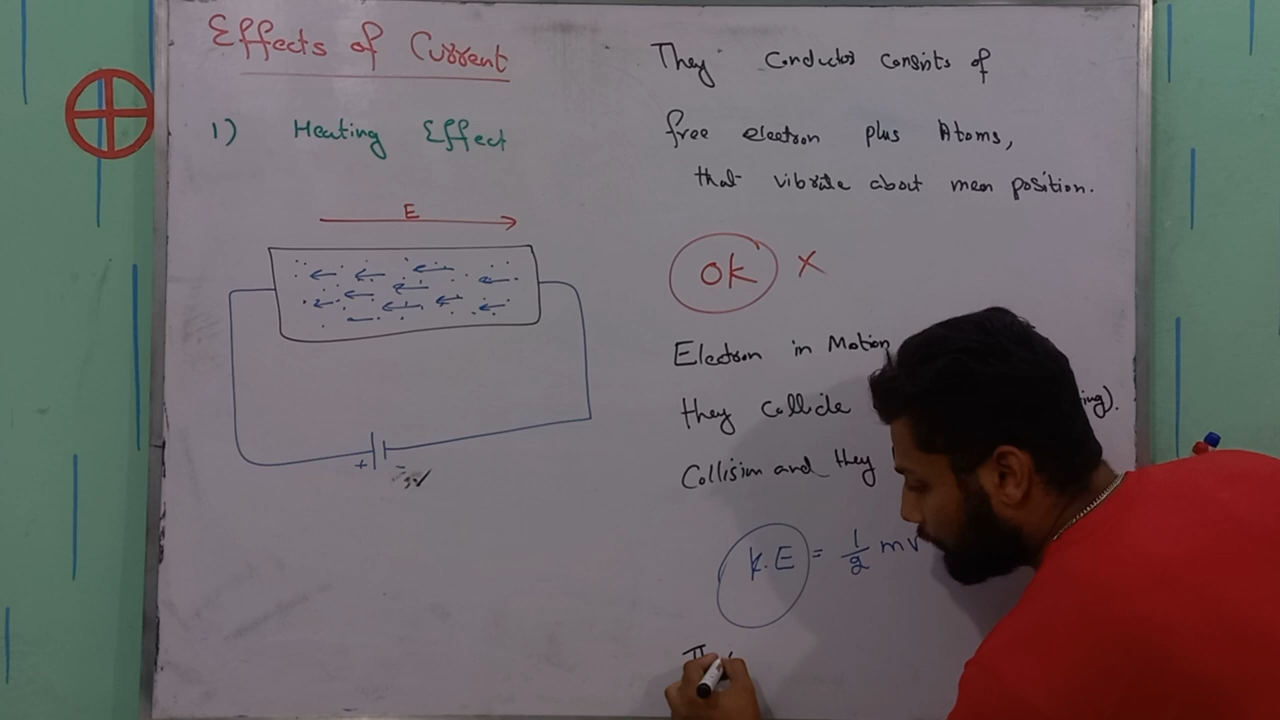 Effects of Current
1) Heating Effect
E
+
They conductor consists of
free electron plus Atoms,
that vibrate about mean position.
OK X
Electron in Motion
they collide ing).
Collision and they
K.E = 1/2 mv